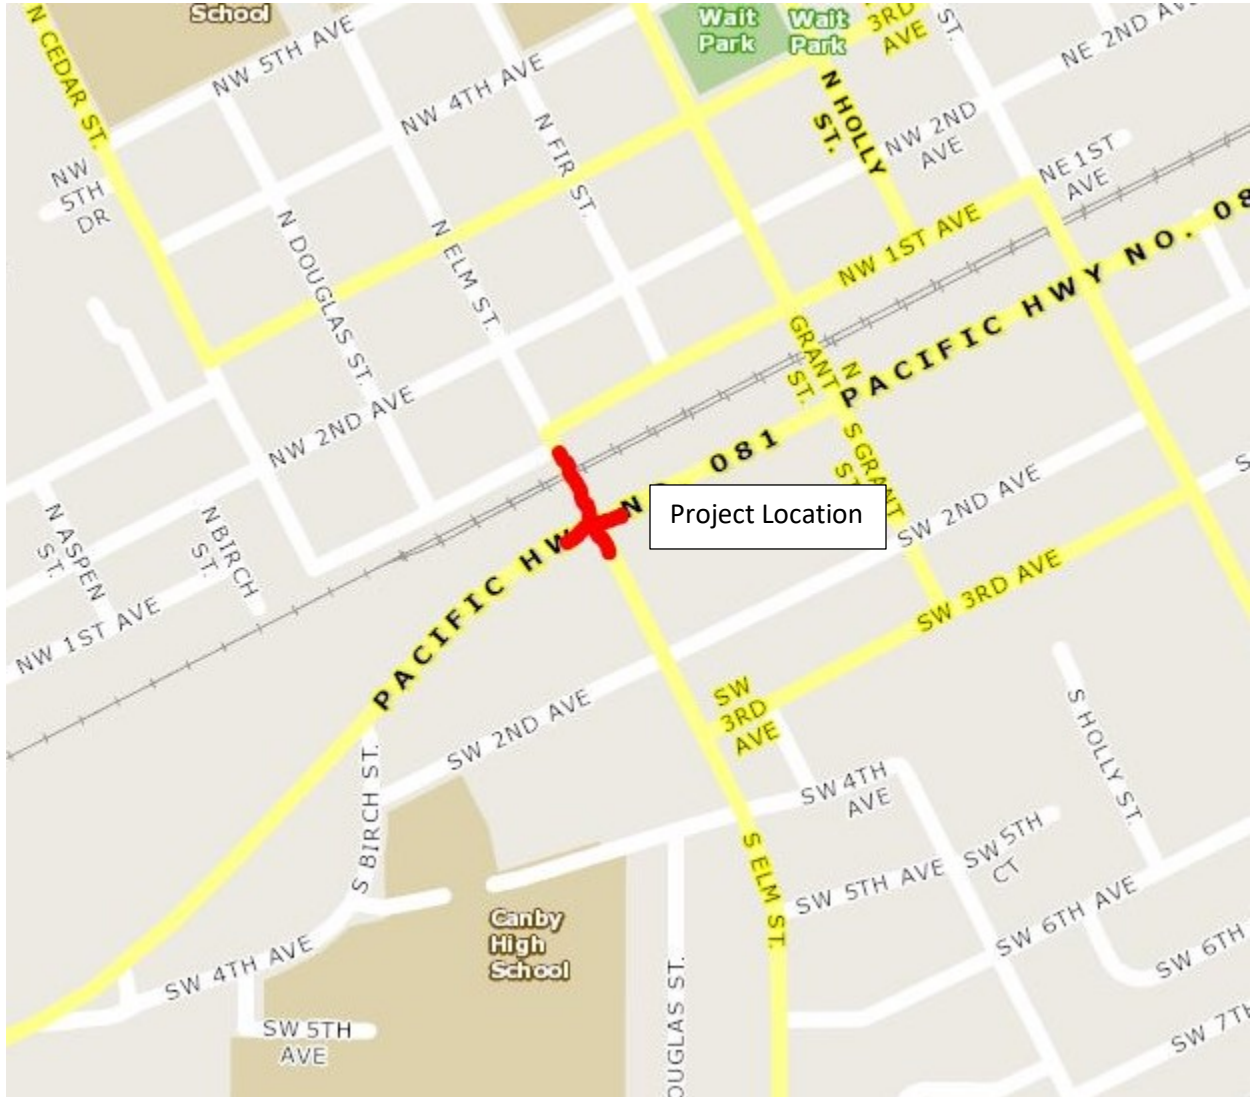 School
Wait
Park
Wait
Park
3RD
AVE
ST.
NE 2ND AV
N CEDAR ST.
NW 5TH AVE
NW 4TH AVE
N FIR ST.
N HOLLY
ST.
NW 2ND
AVE
NE 1ST
AVE
NW
5TH
DR
N DOUGLAS ST.
N ELM ST.
NW 1ST AVE
PACIFIC HWY NO. 08
GRANT
ST.
N
NW 2ND AVE
081
S GRANT
ST.
N ASPEN
ST.
N BIRCH
ST.
PACIFIC HW
N
Project Location
SW 2ND AVE
S
NW 1ST AVE
SW 3RD AVE
SW
3RD
AVE
SW 2ND AVE
S HOLLY ST.
S BIRCH ST.
SW 4TH
AVE
S ELM ST.
SW 5TH
CT
SW 5TH AVE
Canby
High
School
SW 6TH AVE
SW 6TH
SW 4TH AVE
OUGLAS ST.
SW 5TH
AVE
SW 7TH